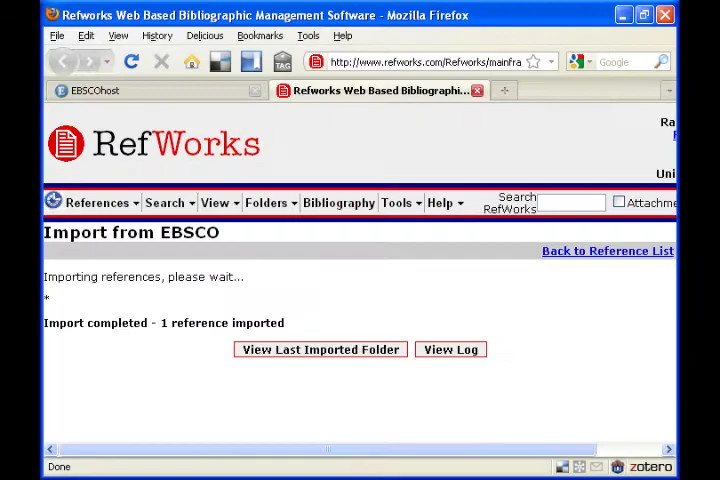 Refworks Web Based Bibliographic Management Software - Mozilla Firefox
File Edit View History Delicious Bookmarks Tools Help
TAG http://www.refworks.com/Refworks/mainfra Google
EBSCOhost Refworks Web Based Bibliographi...
RefWorks
Ra
Uni
References Search View Folders Bibliography Tools Help Search RefWorks Attachme
Import from EBSCO
Back to Reference List
Importing references, please wait...
*
Import completed - 1 reference imported
View Last Imported Folder View Log
Done zotero